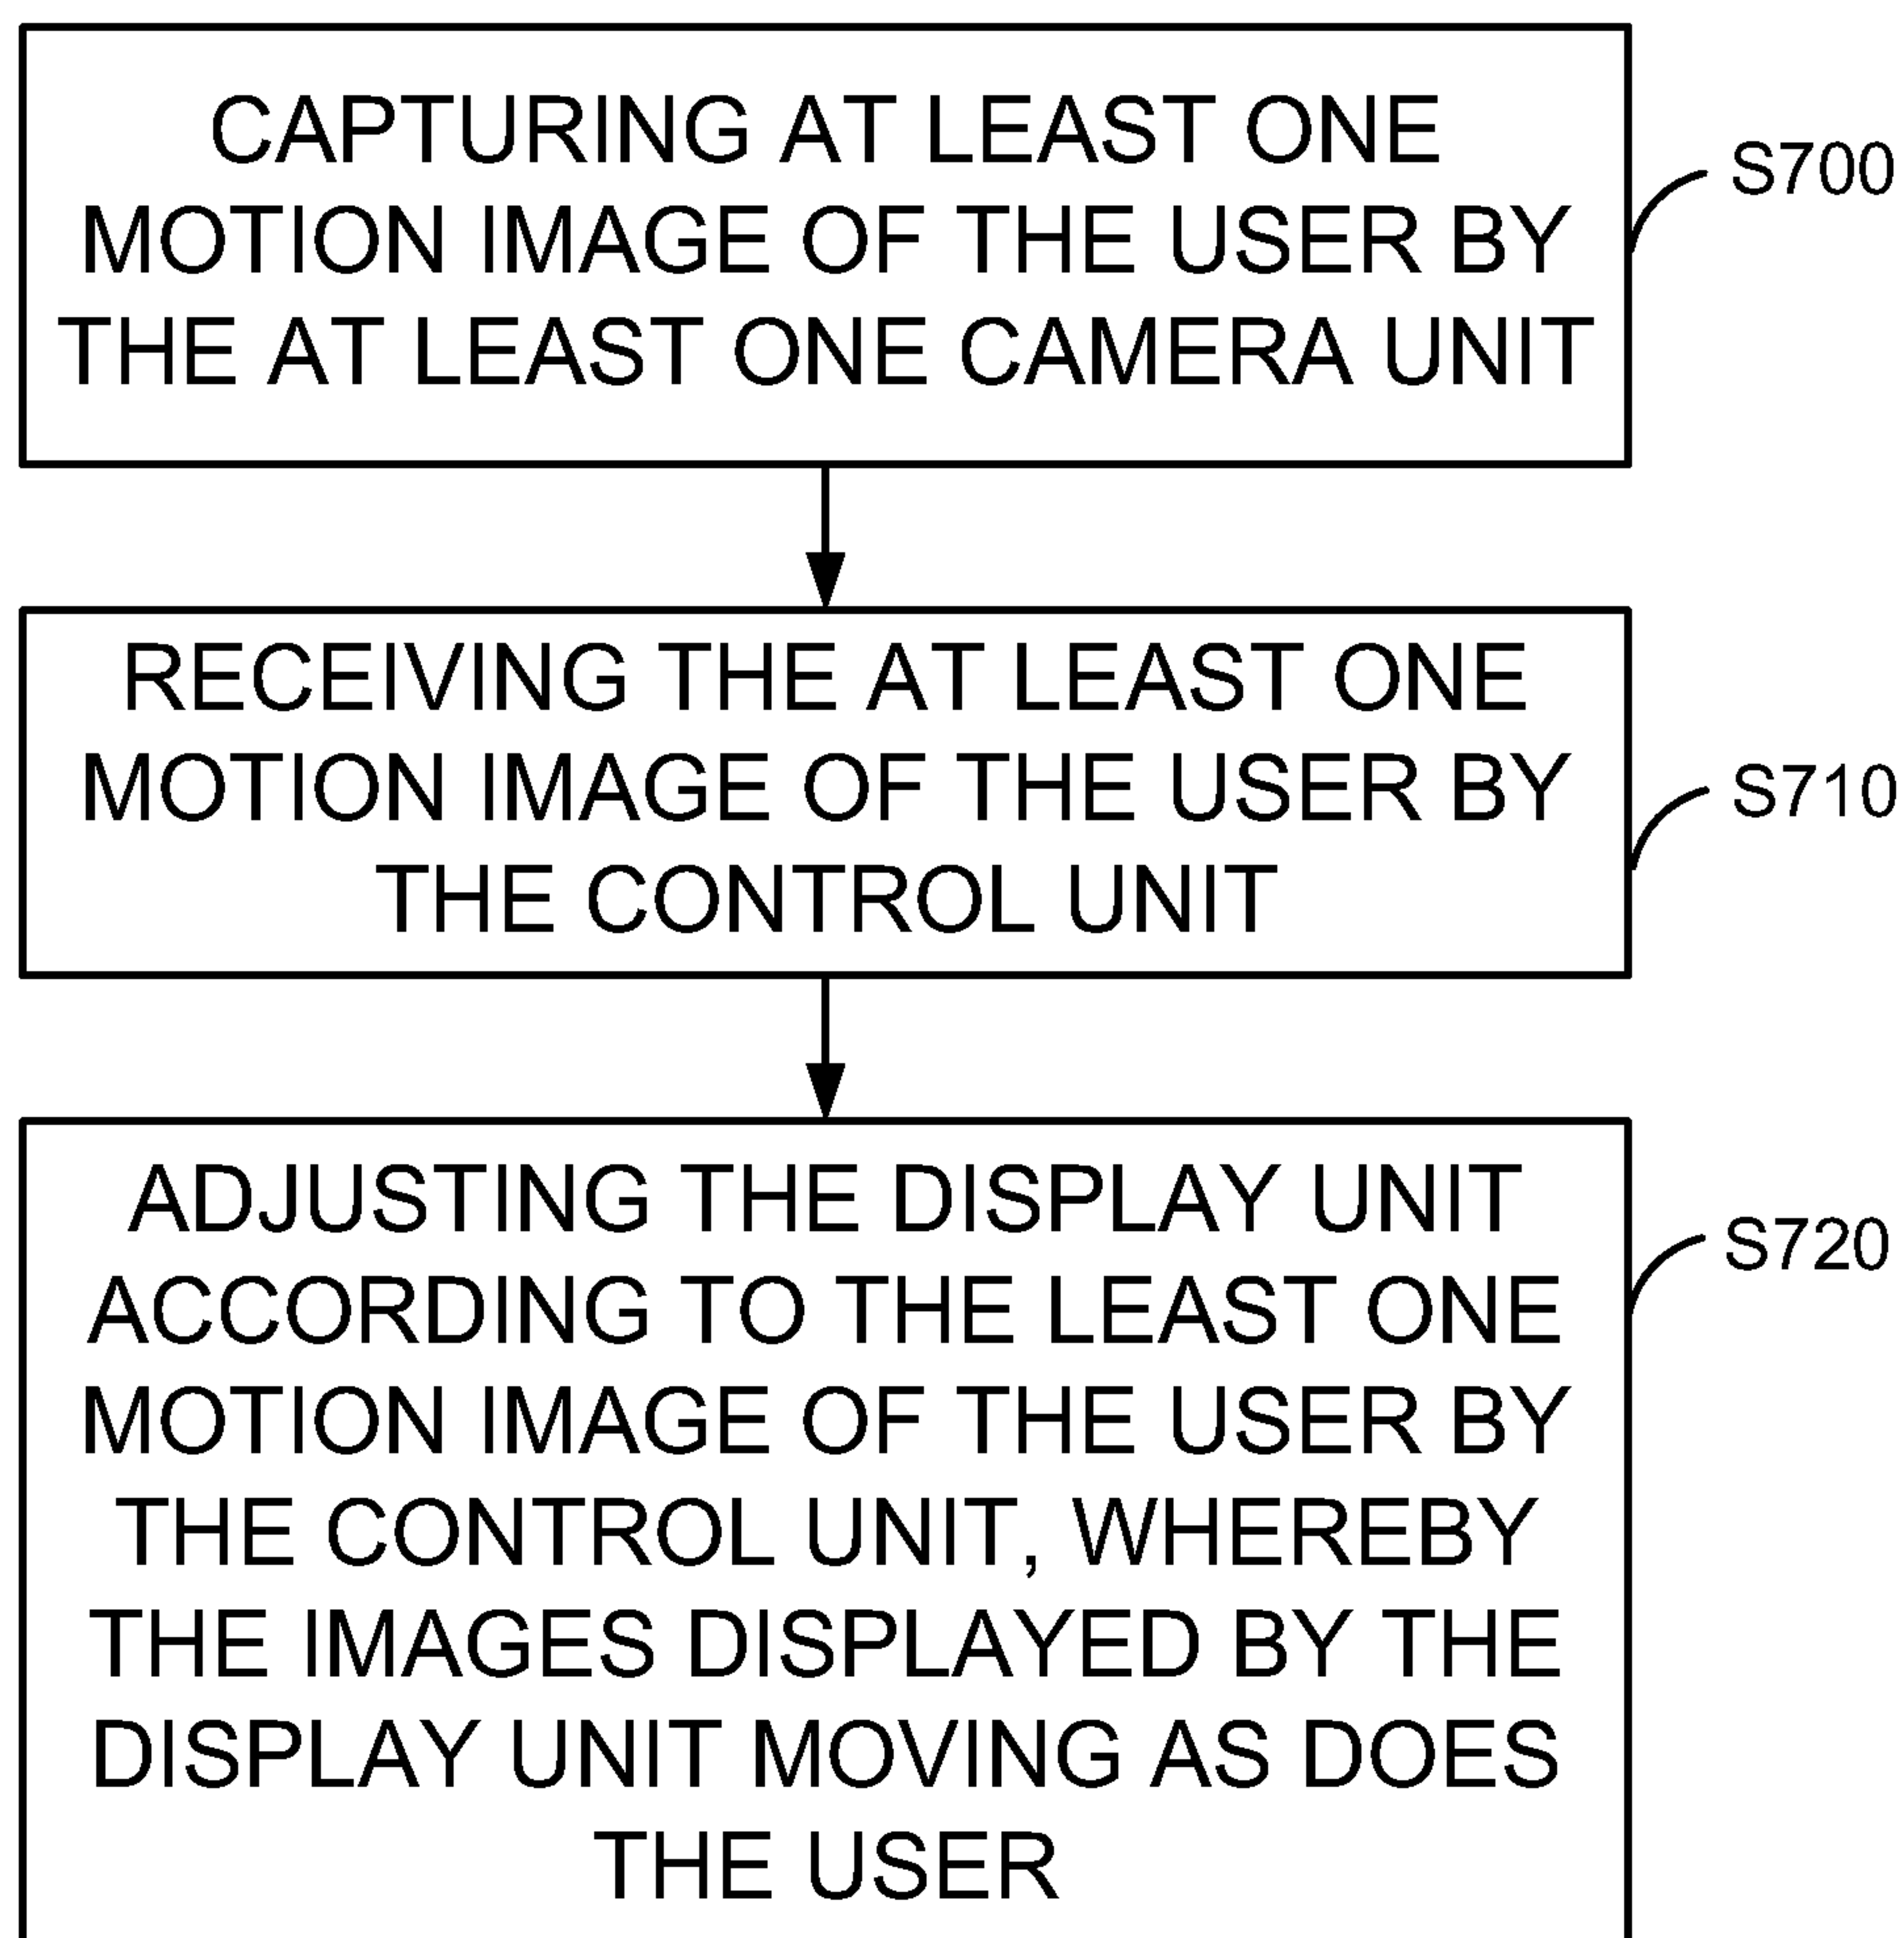 CAPTURING AT LEAST ONE
MOTION IMAGE OF THE USER BY
THE AT LEAST ONE CAMERA UNIT
S700
RECEIVING THE AT LEAST ONE
MOTION IMAGE OF THE USER BY
THE CONTROL UNIT
S710
ADJUSTING THE DISPLAY UNIT
ACCORDING TO THE LEAST ONE
MOTION IMAGE OF THE USER BY
THE CONTROL UNIT, WHEREBY
THE IMAGES DISPLAYED BY THE
DISPLAY UNIT MOVING AS DOES
THE USER
S720